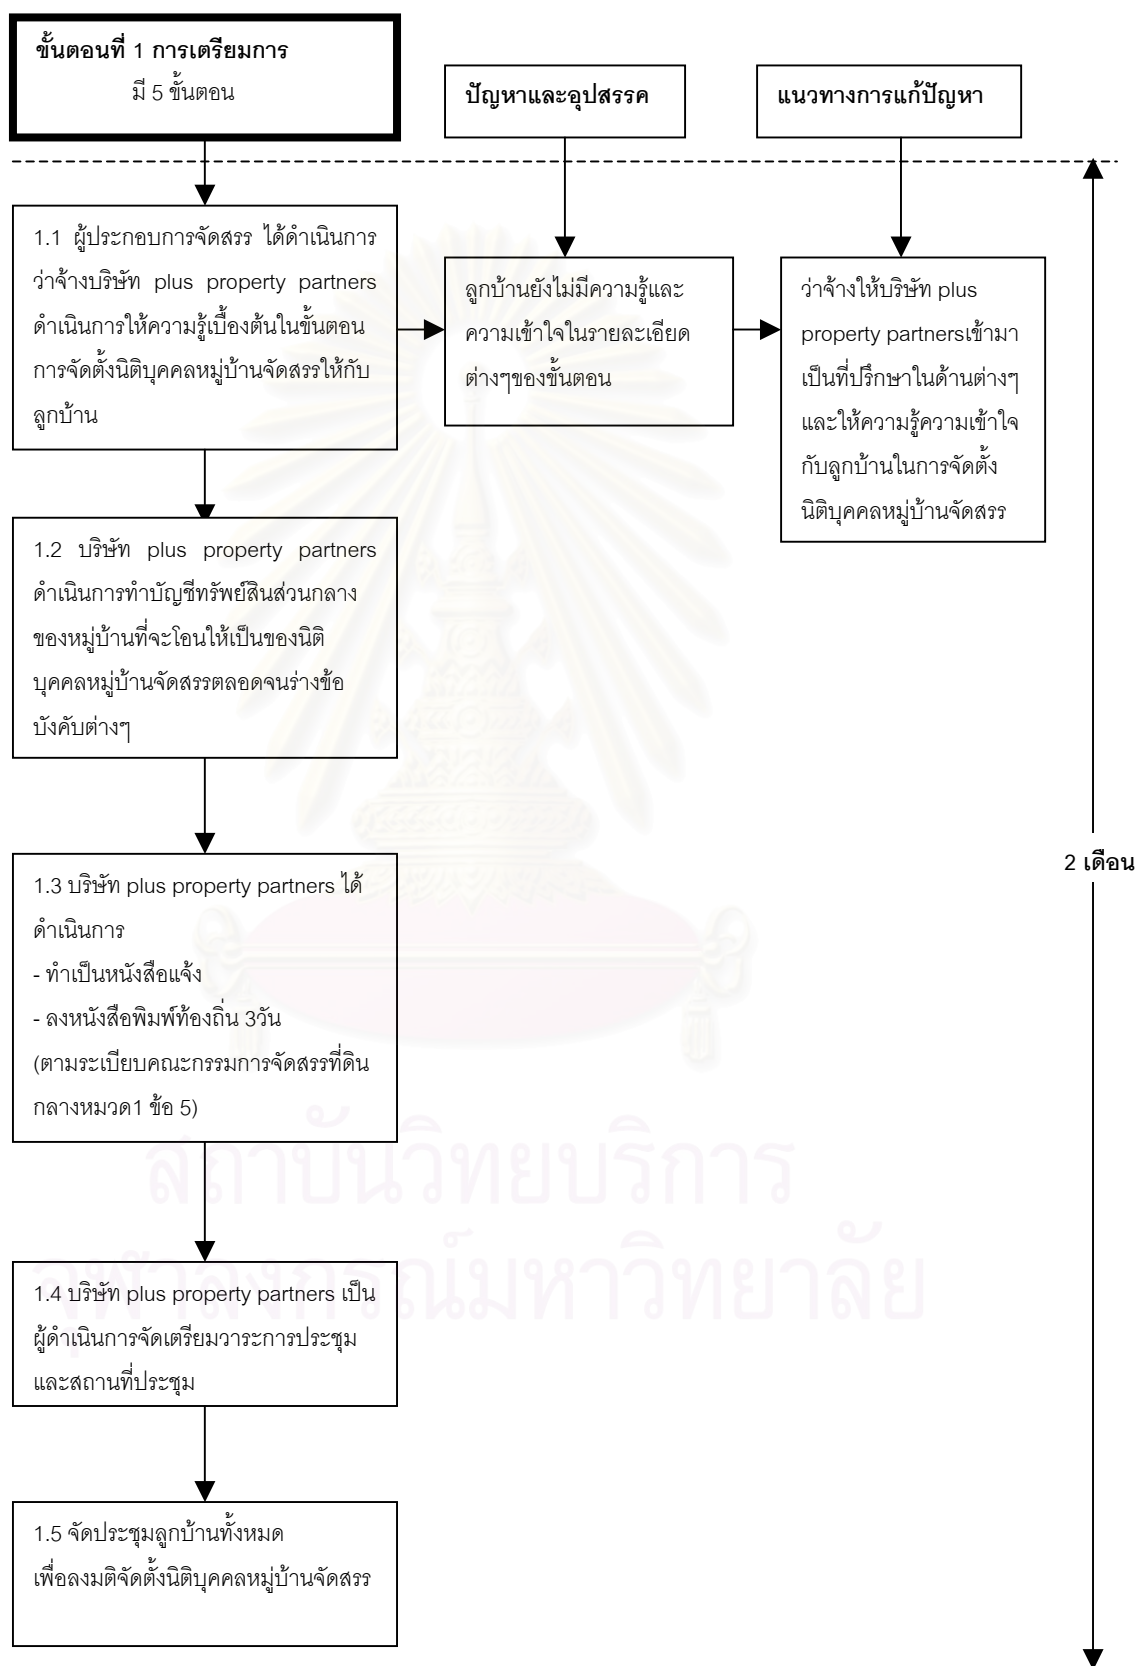 ขั้นตอนที่ 1 การเตรียมการ
มี 5 ขั้นตอน
ปัญหาและอุปสรรค
แนวทางการแก้ปัญหา
1.1 ผู้ประกอบการจัดสรร ได้ดำเนินการ
ว่าจ้างบริษัท plus property partners
ดำเนินการให้ความรู้เบื้องต้นในขั้นตอน
การจัดตั้งนิติบุคคลหมู่บ้านจัดสรรให้กับ
ลูกบ้าน
ลูกบ้านยังไม่มีความรู้และ
ความเข้าใจในรายละเอียด
ต่างๆของขั้นตอน
ว่าจ้างให้บริษัท plus
property partnersเข้ามา
เป็นที่ปรึกษาในด้านต่างๆ
และให้ความรู้ความเข้าใจ
กับลูกบ้านในการจัดตั้ง
นิติบุคคลหมู่บ้านจัดสรร
1.2 บริษัท plus property partners
ดำเนินการทำบัญชีทรัพย์สินส่วนกลาง
ของหมู่บ้านที่จะโอนให้เป็นของนิติ
บุคคลหมู่บ้านจัดสรรตลอดจนร่างข้อ
บังคับต่างๆ
2 เดือน
1.3 บริษัท plus property partners ได้
ดำเนินการ
- ทำเป็นหนังสือแจ้ง
- ลงหนังสือพิมพ์ท้องถิ่น 3วัน
(ตามระเบียบคณะกรรมการจัดสรรที่ดิน
กลางหมวด1 ข้อ 5)
สถาบันวิทยบริการ
จุฬาลงกรณ์มหาวิทยาลัย
1.4 บริษัท plus property partners เป็น
ผู้ดำเนินการจัดเตรียมวาระการประชุม
และสถานที่ประชุม
1.5 จัดประชุมลูกบ้านทั้งหมด
เพื่อลงมติจัดตั้งนิติบุคคลหมู่บ้านจัดสรร